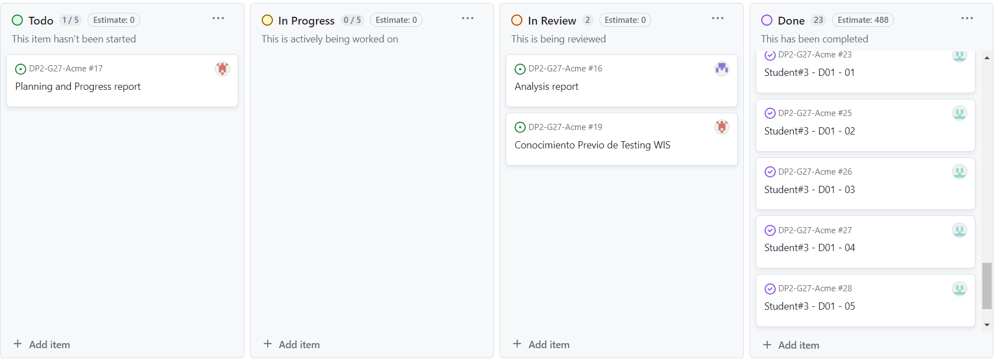 Todo 1 / 5 Estimate: 0
This item hasn't been started
DP2-G27-Acme #17
Planning and Progress report
+ Add item
In Progress 0 / 5 Estimate: 0
This is actively being worked on
+ Add item
In Review 2 Estimate: 0
This is being reviewed
DP2-G27-Acme #16
Analysis report
DP2-G27-Acme #19
Conocimiento Previo de Testing WIS
+ Add item
Done 23 Estimate: 488
This has been completed
DP2-G27-Acme #23
Student#3 - D01 - 01
DP2-G27-Acme #25
Student#3 - D01 - 02
DP2-G27-Acme #26
Student#3 - D01 - 03
DP2-G27-Acme #27
Student#3 - D01 - 04
DP2-G27-Acme #28
Student#3 - D01 - 05
+ Add item